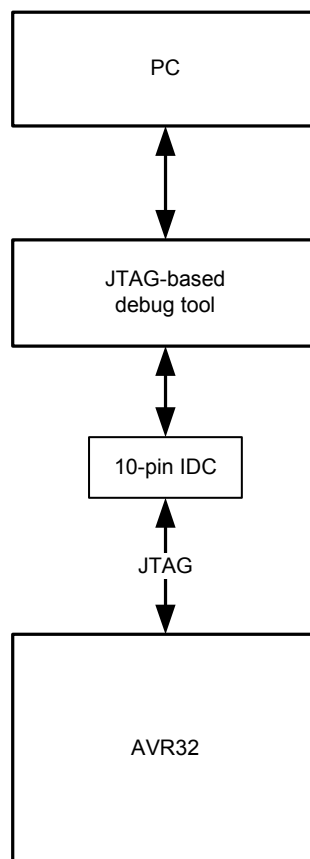 PC
JTAG-based
debug tool
10-pin IDC
JTAG
AVR32